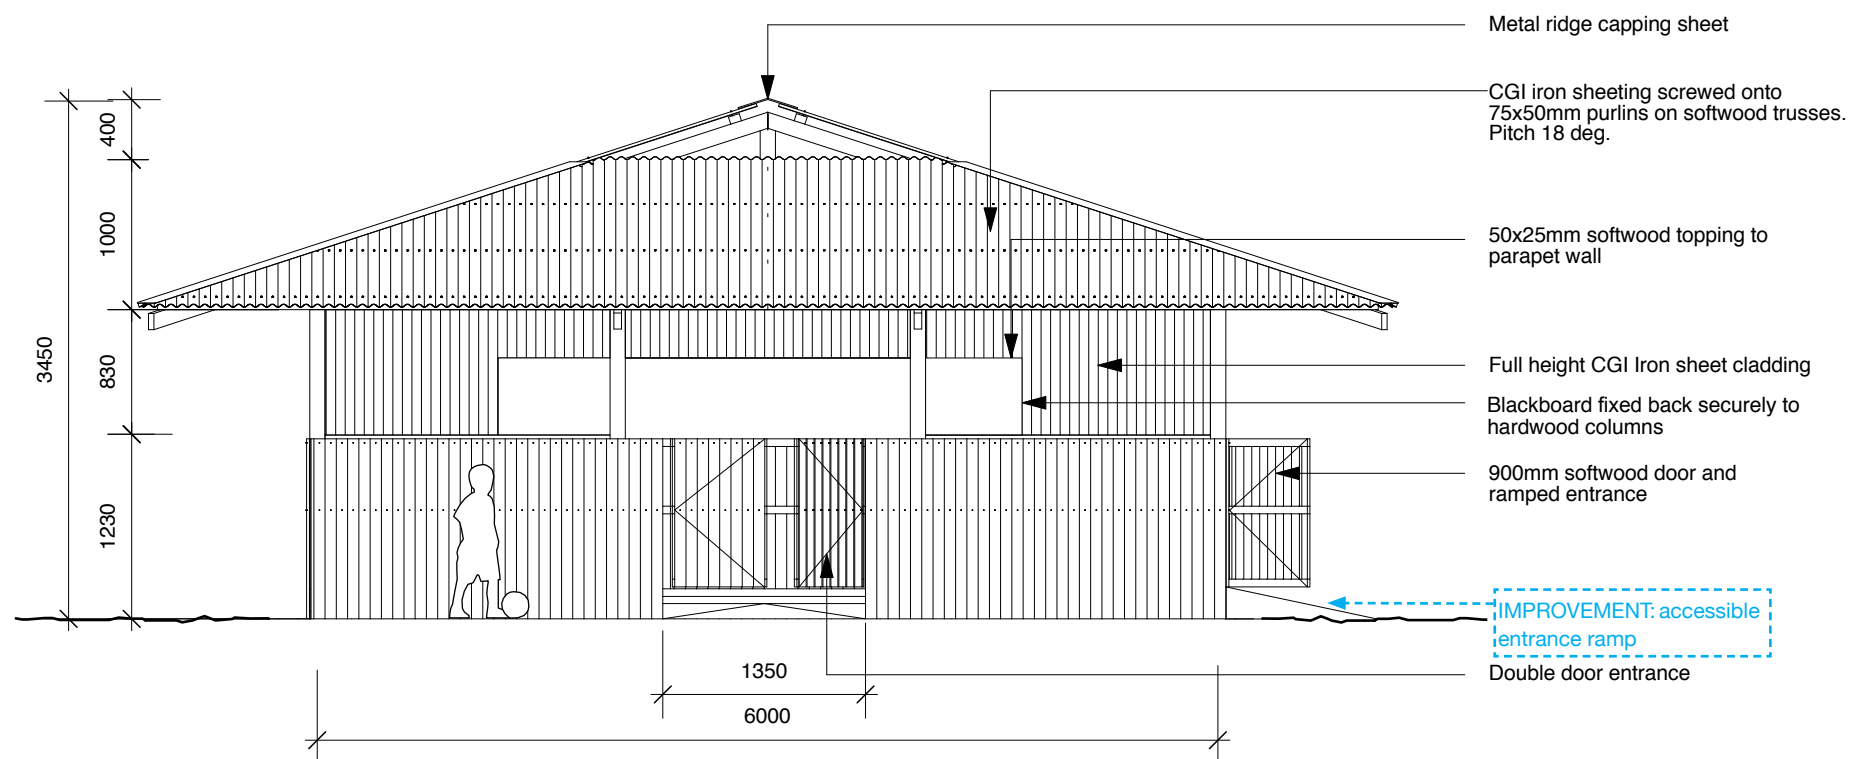 Metal ridge capping sheet
CGI iron sheeting screwed onto
75x50mm purlins on softwood trusses.
Pitch 18 deg.
50x25mm softwood topping to
parapet wall
Full height CGI Iron sheet cladding
Blackboard fixed back securely to
hardwood columns
900mm softwood door and
ramped entrance
IMPROVEMENT: accessible
entrance ramp
Double door entrance
3450
400
1000
830
1230
1350
6000